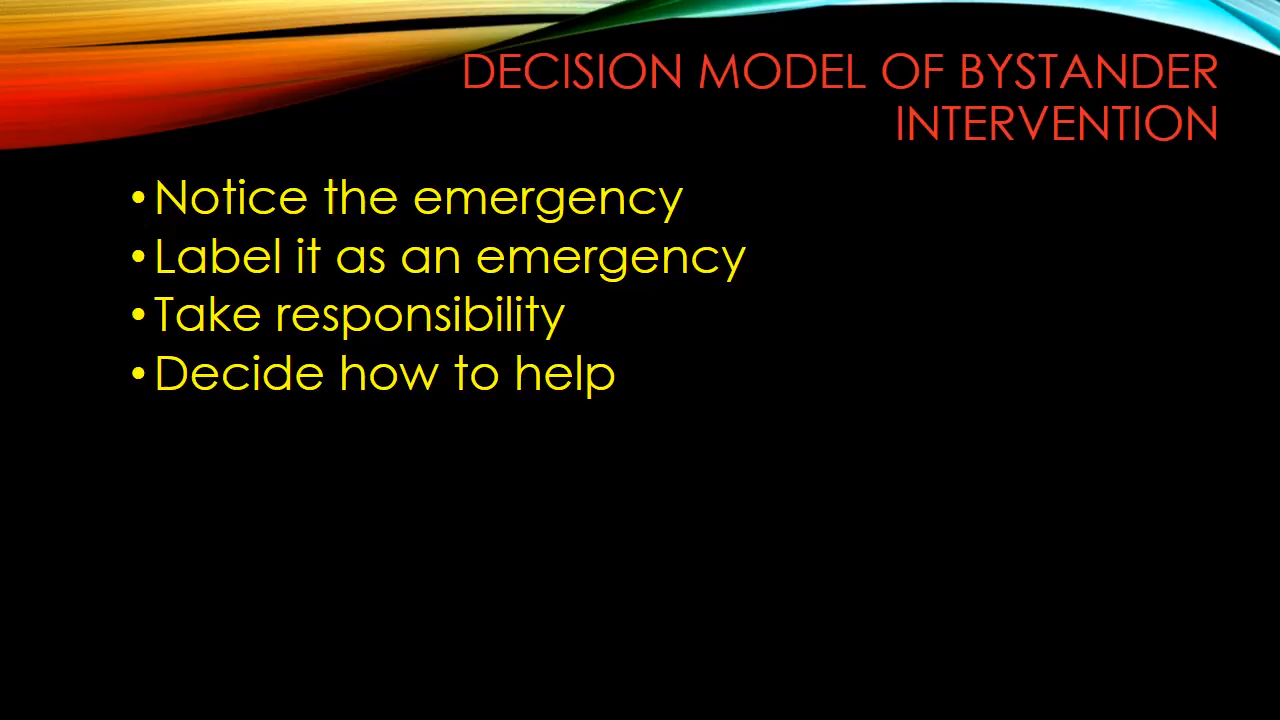 DECISION MODEL OF BYSTANDER
INTERVENTION
•Notice the emergency
•Label it as an emergency
•Take responsibility
•Decide how to help